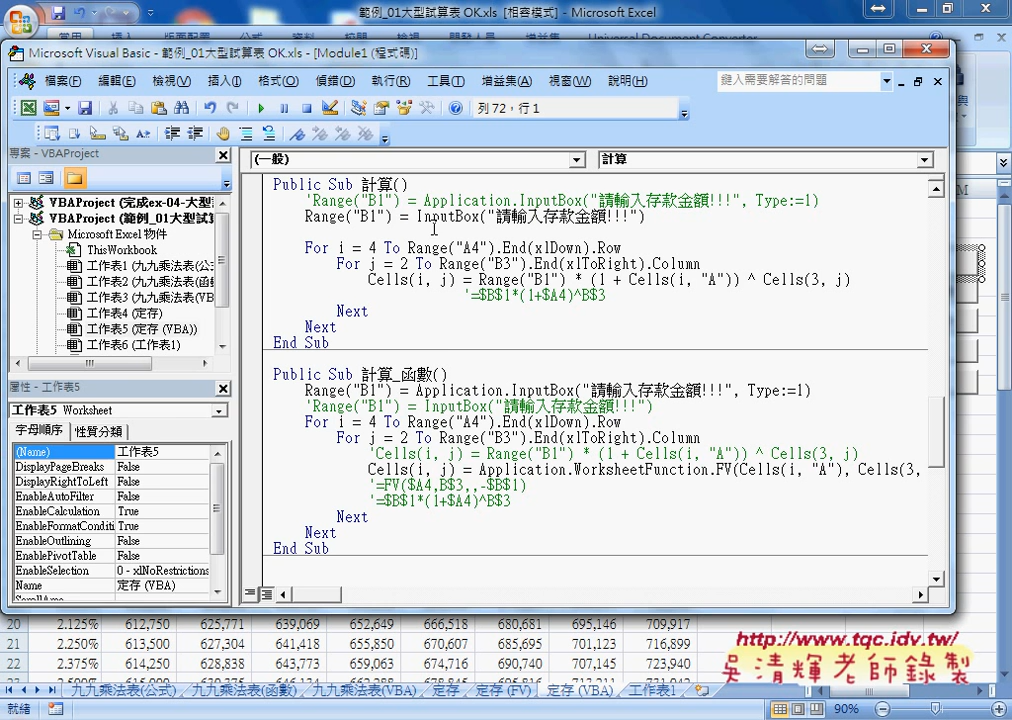 範例_01大型試算表 OK.xls [相容模式] - Microsoft Excel
Microsoft Visual Basic - 範例_01大型試算表 OK.xls - [Module1 (程式碼)]
檔案(F) 編輯(E) 檢視(V) 插入(I) 格式(O) 偵錯(D) 執行(R) 工具(T) 增益集(A) 視窗(W) 說明(H)
鍵入需要解答的問題
列 72，行 1
專案 - VBAProject
VBAProject (完成ex-04-大型
VBAProject (範例_01大型試算
Microsoft Excel 物件
ThisWorkbook
工作表1 (九九乘法表(公式
工作表2 (九九乘法表(函數
工作表3 (九九乘法表(VB
工作表4 (定存)
工作表5 (定存 (VBA))
工作表6 (工作表1)
屬性 - 工作表5
工作表5 Worksheet
字母順序 性質分類
(Name) 工作表5
DisplayPageBreaks False
DisplayRightToLeft False
EnableAutoFilter False
EnableCalculation True
EnableFormatConditi True
EnableOutlining False
EnablePivotTable False
EnableSelection 0 - xlNoRestrictions
Name 定存 (VBA)
(一般) 計算
Public Sub 計算()
'Range("B1") = Application.InputBox("請輸入存款金額!!!", Type:=1)
Range("B1") = InputBox("請輸入存款金額!!!")
For i = 4 To Range("A4").End(xlDown).Row
For j = 2 To Range("B3").End(xlToRight).Column
Cells(i, j) = Range("B1") * (1 + Cells(i, "A")) ^ Cells(3, j)
'=$B$1*(1+$A4)^B$3
Next
Next
End Sub
Public Sub 計算_函數()
Range("B1") = Application.InputBox("請輸入存款金額!!!", Type:=1)
'Range("B1") = InputBox("請輸入存款金額!!!")
For i = 4 To Range("A4").End(xlDown).Row
For j = 2 To Range("B3").End(xlToRight).Column
'Cells(i, j) = Range("B1") * (1 + Cells(i, "A")) ^ Cells(3, j)
Cells(i, j) = Application.WorksheetFunction.FV(Cells(i, "A"), Cells(3,
'=FV($A4,B$3,,-$B$1)
'=$B$1*(1+$A4)^B$3
Next
Next
End Sub
20 2.125% 612,750 625,771 639,069 652,649 666,518 680,681 695,146 709,917
21 2.250% 613,500 627,304 641,418 655,850 670,607 685,695 701,123 716,899
22 2.375% 614,250 628,838 643,773 659,063 674,716 690,740 707,145 723,940
http://www.tqc.idv.tw/
吳清輝老師錄製
九九乘法表(公式) 九九乘法表(函數) 九九乘法表(VBA) 定存 定存 (FV) 定存 (VBA) 工作表1
就緒 90%